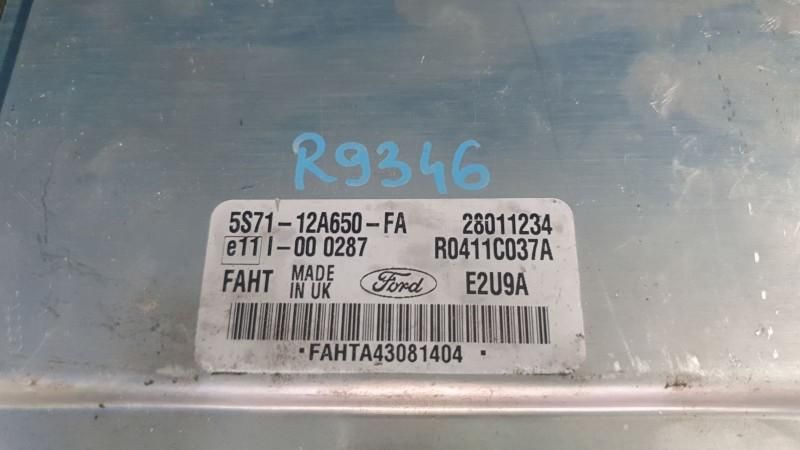 R9346
5S71-12A650-FA 28011234
e11 I-00 0287 R0411C037A
FAHT MADE IN UK Ford E2U9A
·FAHTA43081404·